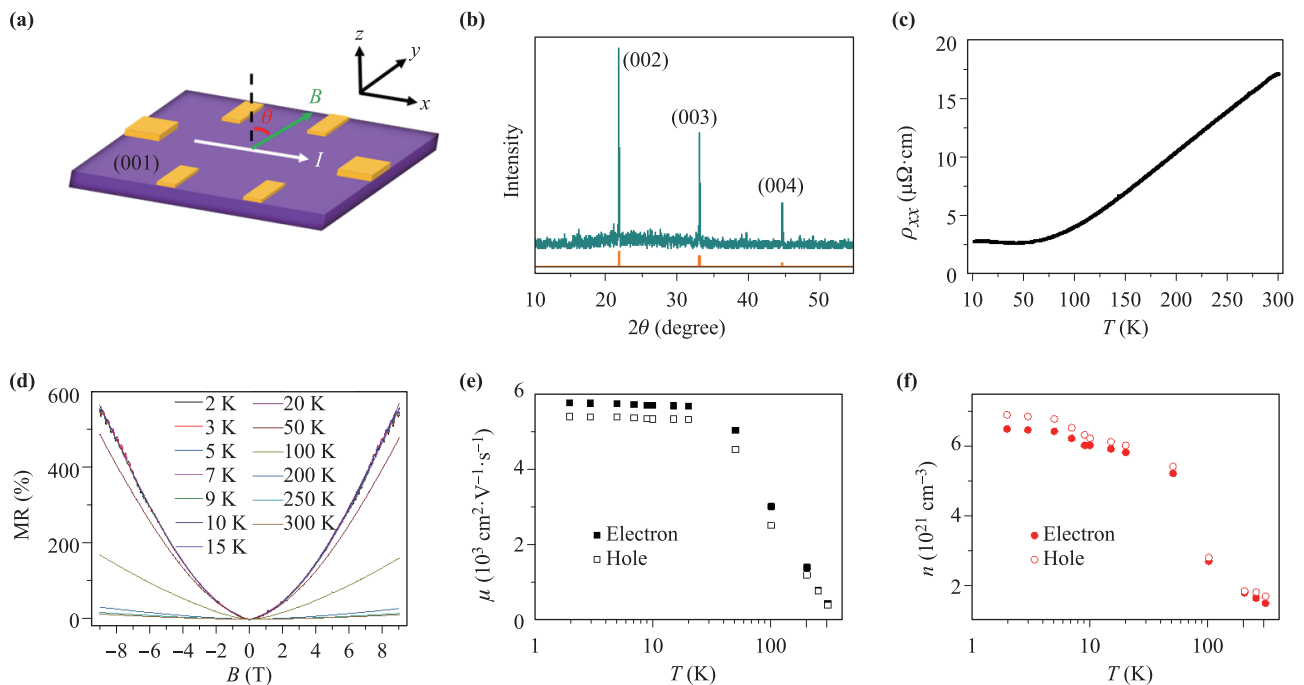 (a)
z
y
x
B
θ
I
(001)
(b)
(002)
(003)
(004)
Intensity
10 20 30 40 50
2θ (degree)
(c)
20
15
10
5
0
ρxx (μΩ·cm)
10 50 100 150 200 250 300
T (K)
(d)
600
400
200
0
MR (%)
2 K
3 K
5 K
7 K
9 K
10 K
15 K
20 K
50 K
100 K
200 K
250 K
300 K
−8 −6 −4 −2 0 2 4 6 8
B (T)
(e)
6
4
2
0
μ (10³ cm²·V⁻¹·s⁻¹)
Electron
Hole
1 10 100
T (K)
(f)
8
6
4
2
n (10²¹ cm⁻³)
Electron
Hole
1 10 100
T (K)